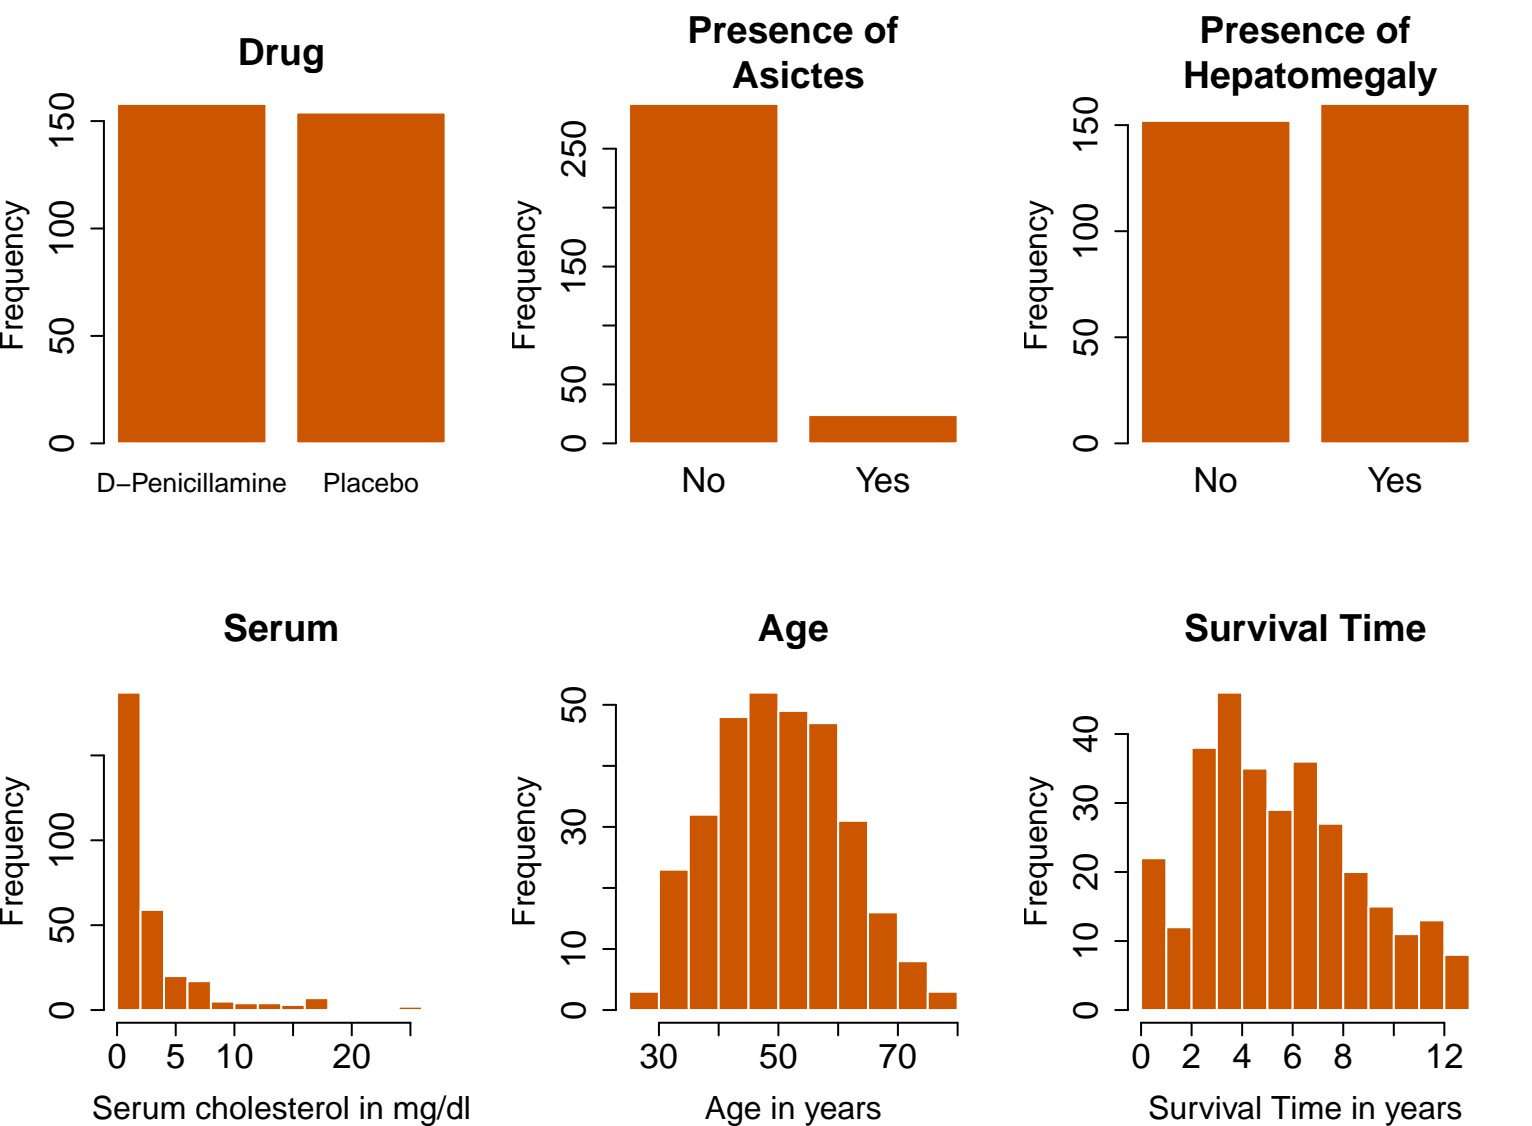 Drug
Frequency
0 50 100 150
D−Penicillamine Placebo
Presence of
Asictes
Frequency
0 50 150 250
No Yes
Presence of
Hepatomegaly
Frequency
0 50 100 150
No Yes
Serum
Frequency
0 50 100
0 5 10 20
Serum cholesterol in mg/dl
Age
Frequency
0 10 30 50
30 50 70
Age in years
Survival Time
Frequency
0 10 20 30 40
0 2 4 6 8 12
Survival Time in years